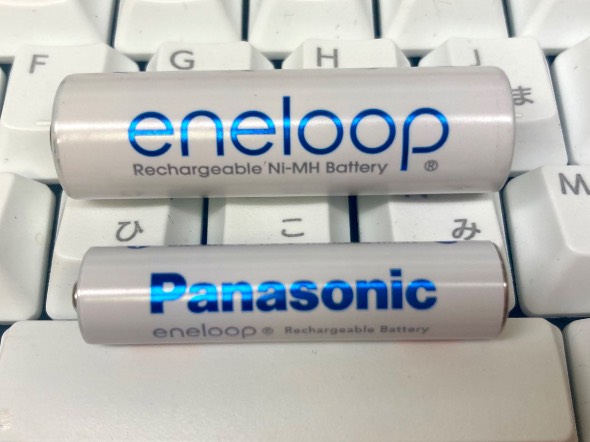 F G H J
ま
eneloop
Rechargeable Ni-MH Battery ®
M
ひ こ み
Panasonic
eneloop® Rechargeable Battery